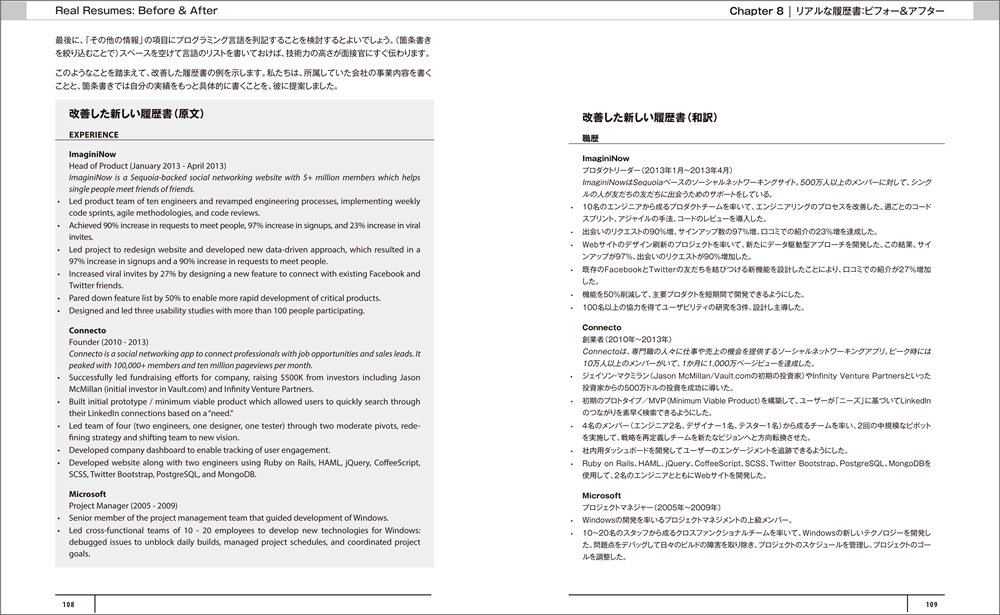 Real Resumes: Before & After
最後に、「その他の情報」の項目にプログラミング言語を列記することを検討するとよいでしょう。（箇条書き
を絞り込むことで）スペースを空けて言語のリストを書いておけば、技術力の高さが面接官にすぐ伝わります。
このようなことを踏まえて、改善した履歴書の例を示します。私たちは、所属していた会社の事業内容を書く
ことと、箇条書きでは自分の実績をもっと具体的に書くことを、彼に提案しました。
改善した新しい履歴書（原文）
EXPERIENCE
ImaginiNow
Head of Product (January 2013 - April 2013)
ImaginiNow is a Sequoia-backed social networking website with 5+ million members which helps
single people meet friends of friends.
• Led product team of ten engineers and revamped engineering processes, implementing weekly
code sprints, agile methodologies, and code reviews.
• Achieved 90% increase in requests to meet people, 97% increase in signups, and 23% increase in viral
invites.
• Led project to redesign website and developed new data-driven approach, which resulted in a
97% increase in signups and a 90% increase in requests to meet people.
• Increased viral invites by 27% by designing a new feature to connect with existing Facebook and
Twitter friends.
• Pared down feature list by 50% to enable more rapid development of critical products.
• Designed and led three usability studies with more than 100 people participating.
Connecto
Founder (2010 - 2013)
Connecto is a social networking app to connect professionals with job opportunities and sales leads. It
peaked with 100,000+ members and ten million pageviews per month.
• Successfully led fundraising efforts for company, raising $500K from investors including Jason
McMillan (initial investor in Vault.com) and Infinity Venture Partners.
• Built initial prototype / minimum viable product which allowed users to quickly search through
their LinkedIn connections based on a “need.”
• Led team of four (two engineers, one designer, one tester) through two moderate pivots, rede-
fining strategy and shifting team to new vision.
• Developed company dashboard to enable tracking of user engagement.
• Developed website along with two engineers using Ruby on Rails, HAML, jQuery, CoffeeScript,
SCSS, Twitter Bootstrap, PostgreSQL, and MongoDB.
Microsoft
Project Manager (2005 - 2009)
• Senior member of the project management team that guided development of Windows.
• Led cross-functional teams of 10 - 20 employees to develop new technologies for Windows:
debugged issues to unblock daily builds, managed project schedules, and coordinated project
goals.
108
Chapter 8 | リアルな履歴書：ビフォー＆アフター
改善した新しい履歴書（和訳）
職歴
ImaginiNow
プロダクトリーダー（2013年1月～2013年4月）
ImaginiNowはSequoiaベースのソーシャルネットワーキングサイト。500万人以上のメンバーに対して、シング
ルの人が友だちの友だちに出会うためのサポートをしている。
• 10名のエンジニアから成るプロダクトチームを率いて、エンジニアリングのプロセスを改善した。週ごとのコード
スプリント、アジャイルの手法、コードのレビューを導入した。
• 出会いのリクエストの90%増、サインアップ数の97%増、口コミでの紹介の23%増を達成した。
• Webサイトのデザイン刷新のプロジェクトを率いて、新たにデータ駆動型アプローチを開発した。この結果、サイ
ンアップが97%、出会いのリクエストが90%増加した。
• 既存のFacebookとTwitterの友だちを結びつける新機能を設計したことにより、口コミでの紹介が27%増加
した。
• 機能を50%削減して、主要プロダクトを短期間で開発できるようにした。
• 100名以上の協力を得てユーザビリティの研究を3件、設計し主導した。
Connecto
創業者（2010年～2013年）
Connectoは、専門職の人々に仕事や売上の機会を提供するソーシャルネットワーキングアプリ。ピーク時には
10万人以上のメンバーがいて、1か月に1,000万ページビューを達成した。
• ジェイソン・マクミラン（Jason McMillan/Vault.comの初期の投資家）やInfinity Venture Partnersといった
投資家からの500万ドルの投資を成功に導いた。
• 初期のプロトタイプ／MVP（Minimum Viable Product）を構築して、ユーザーが「ニーズ」に基づいてLinkedIn
のつながりを素早く検索できるようにした。
• 4名のメンバー（エンジニア2名、デザイナー1名、テスター1名）から成るチームを率い、2回の中規模なピボット
を実施して、戦略を再定義しチームを新たなビジョンへと方向転換させた。
• 社内用ダッシュボードを開発してユーザーのエンゲージメントを追跡できるようにした。
• Ruby on Rails、HAML、jQuery、CoffeeScript、SCSS、Twitter Bootstrap、PostgreSQL、MongoDBを
使用して、2名のエンジニアとともにWebサイトを開発した。
Microsoft
プロジェクトマネジャー（2005年～2009年）
• Windowsの開発を率いるプロジェクトマネジメントの上級メンバー。
• 10～20名のスタッフから成るクロスファンクショナルチームを率いて、Windowsの新しいテクノロジーを開発し
た。問題点をデバッグして日々のビルドの障害を取り除き、プロジェクトのスケジュールを管理し、プロジェクトのゴー
ルを調整した。
109